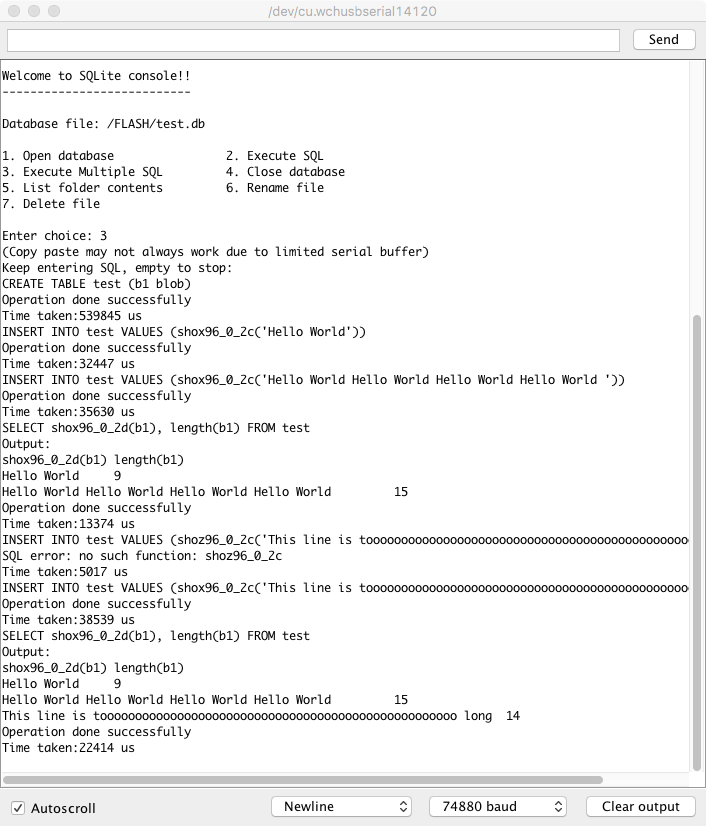 /dev/cu.wchusbserial14120
Send
Welcome to SQLite console!!
---------------------------
Database file: /FLASH/test.db
1. Open database 2. Execute SQL
3. Execute Multiple SQL 4. Close database
5. List folder contents 6. Rename file
7. Delete file
Enter choice: 3
(Copy paste may not always work due to limited serial buffer)
Keep entering SQL, empty to stop:
CREATE TABLE test (b1 blob)
Operation done successfully
Time taken:539845 us
INSERT INTO test VALUES (shox96_0_2c('Hello World'))
Operation done successfully
Time taken:32447 us
INSERT INTO test VALUES (shox96_0_2c('Hello World Hello World Hello World Hello World '))
Operation done successfully
Time taken:35630 us
SELECT shox96_0_2d(b1), length(b1) FROM test
Output:
shox96_0_2d(b1) length(b1)
Hello World 9
Hello World Hello World Hello World Hello World 15
Operation done successfully
Time taken:13374 us
INSERT INTO test VALUES (shoz96_0_2c('This line is tooooooooooooooooooooooooooooooooooooooooooooooo
SQL error: no such function: shoz96_0_2c
Time taken:5017 us
INSERT INTO test VALUES (shox96_0_2c('This line is tooooooooooooooooooooooooooooooooooooooooooooooo
Operation done successfully
Time taken:38539 us
SELECT shox96_0_2d(b1), length(b1) FROM test
Output:
shox96_0_2d(b1) length(b1)
Hello World 9
Hello World Hello World Hello World Hello World 15
This line is tooooooooooooooooooooooooooooooooooooooooooooooooooo long 14
Operation done successfully
Time taken:22414 us
Autoscroll
Newline
74880 baud
Clear output